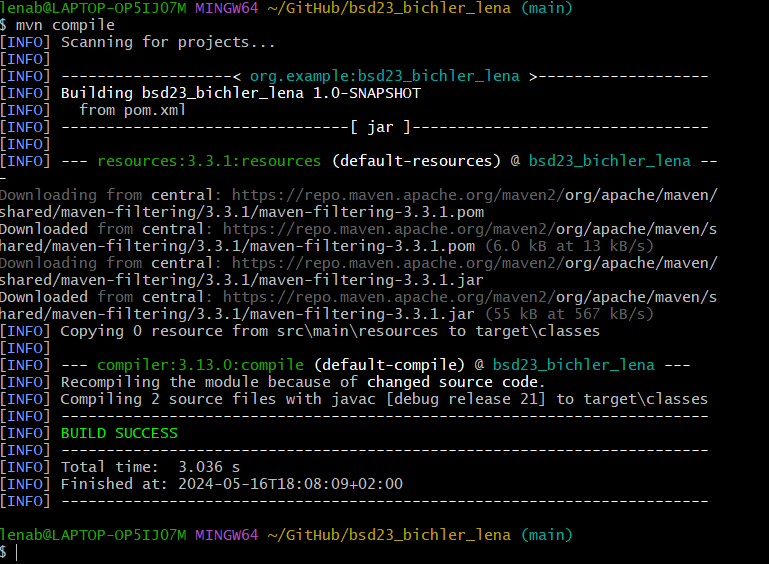 lenab@LAPTOP-OP5IJO7M MINGW64 ~/GitHub/bsd23_bichler_lena (main)
$ mvn compile
[INFO] Scanning for projects...
[INFO]
[INFO] -------------------< org.example:bsd23_bichler_lena >-------------------
[INFO] Building bsd23_bichler_lena 1.0-SNAPSHOT
[INFO]   from pom.xml
[INFO] --------------------------------[ jar ]---------------------------------
[INFO]
[INFO] --- resources:3.3.1:resources (default-resources) @ bsd23_bichler_lena --
-
Downloading from central: https://repo.maven.apache.org/maven2/org/apache/maven/
shared/maven-filtering/3.3.1/maven-filtering-3.3.1.pom
Downloaded from central: https://repo.maven.apache.org/maven2/org/apache/maven/s
hared/maven-filtering/3.3.1/maven-filtering-3.3.1.pom (6.0 kB at 13 kB/s)
Downloading from central: https://repo.maven.apache.org/maven2/org/apache/maven/
shared/maven-filtering/3.3.1/maven-filtering-3.3.1.jar
Downloaded from central: https://repo.maven.apache.org/maven2/org/apache/maven/s
hared/maven-filtering/3.3.1/maven-filtering-3.3.1.jar (55 kB at 567 kB/s)
[INFO] Copying 0 resource from src\main\resources to target\classes
[INFO]
[INFO] --- compiler:3.13.0:compile (default-compile) @ bsd23_bichler_lena ---
[INFO] Recompiling the module because of changed source code.
[INFO] Compiling 2 source files with javac [debug release 21] to target\classes
[INFO] ------------------------------------------------------------------------
[INFO] BUILD SUCCESS
[INFO] ------------------------------------------------------------------------
[INFO] Total time:  3.036 s
[INFO] Finished at: 2024-05-16T18:08:09+02:00
[INFO] ------------------------------------------------------------------------
lenab@LAPTOP-OP5IJO7M MINGW64 ~/GitHub/bsd23_bichler_lena (main)
$